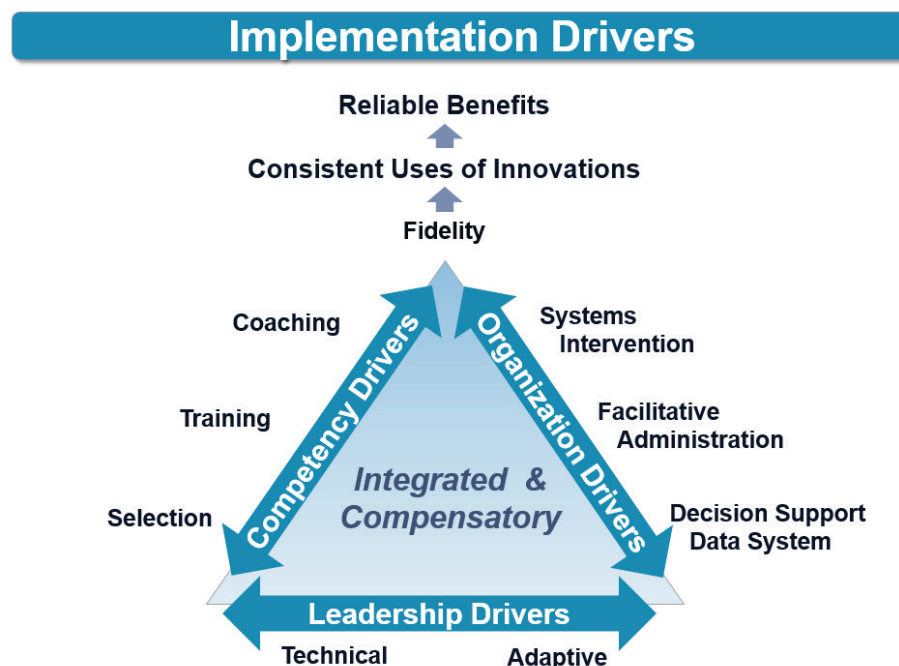 Implementation Drivers
Reliable Benefits
Consistent Uses of Innovations
Fidelity
Coaching
Training
Selection
Competency Drivers
Organization Drivers
Systems
Intervention
Facilitative
Administration
Decision Support
Data System
Integrated &
Compensatory
Leadership Drivers
Technical
Adaptive